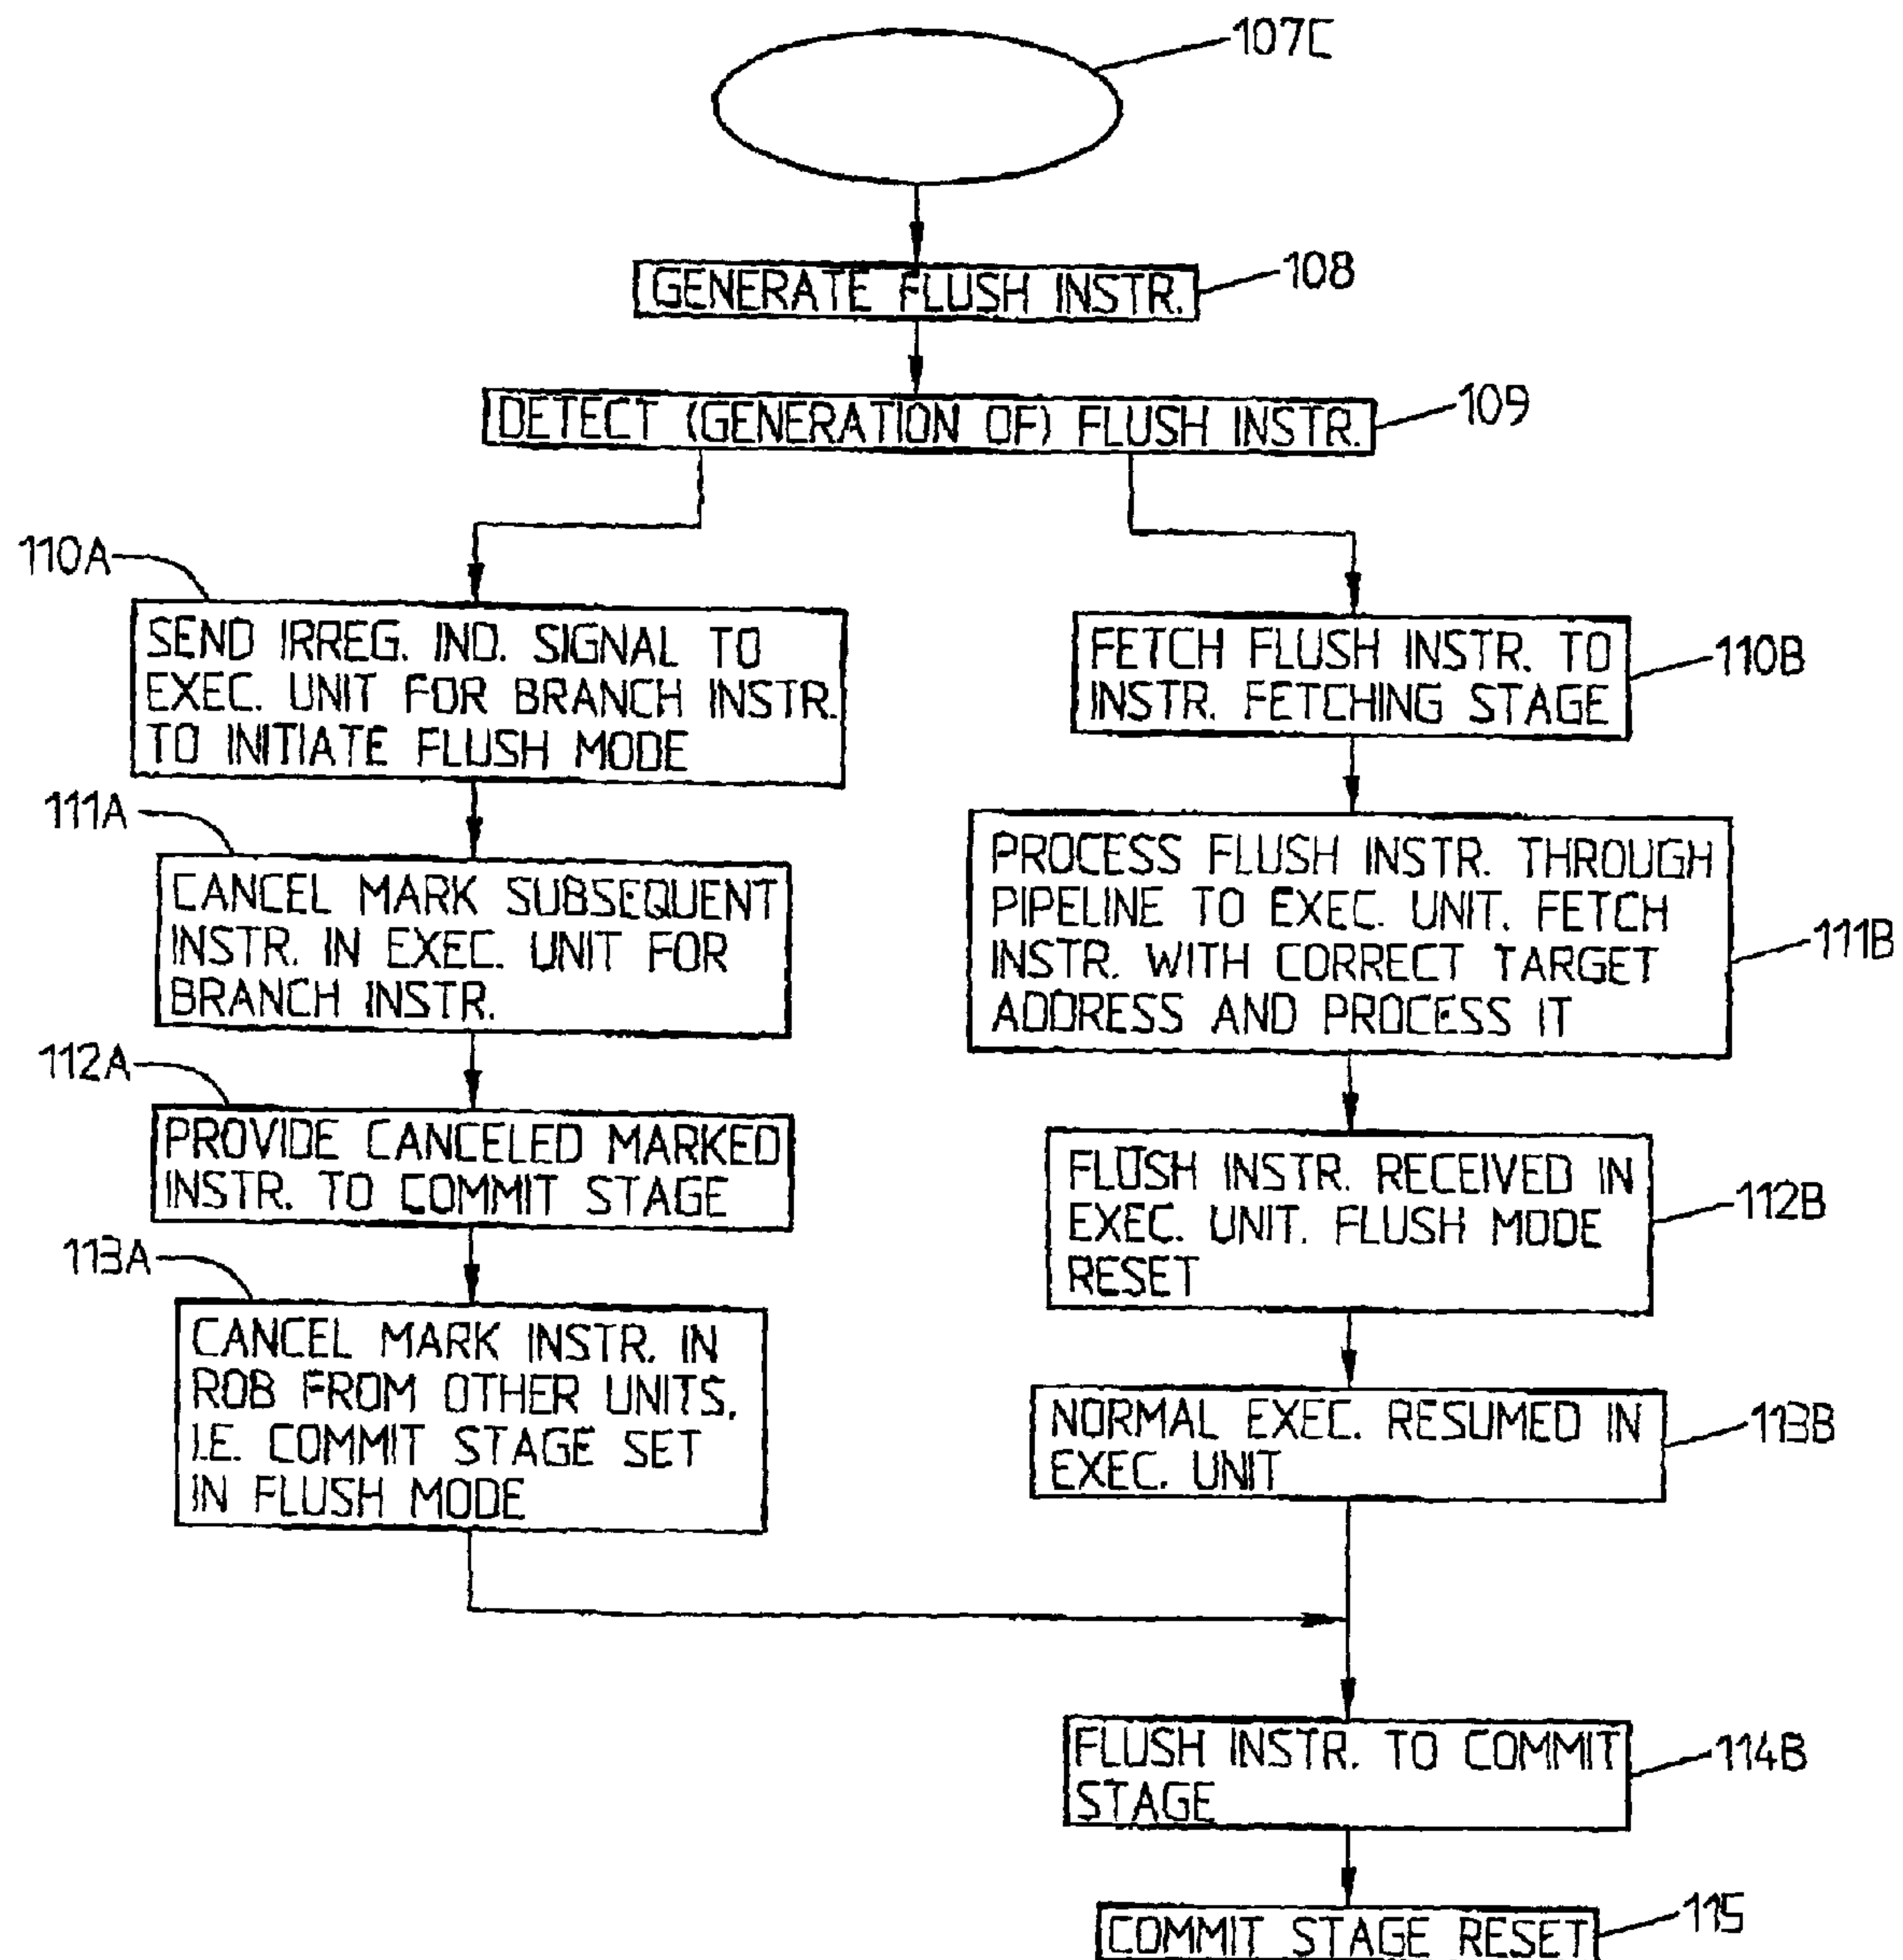 107C
GENERATE FLUSH INSTR.
108
DETECT (GENERATION OF) FLUSH INSTR.
109
110A
SEND IRREG. IND. SIGNAL TO
EXEC. UNIT FOR BRANCH INSTR.
TO INITIATE FLUSH MODE
FETCH FLUSH INSTR. TO
INSTR. FETCHING STAGE
110B
111A
CANCEL MARK SUBSEQUENT
INSTR. IN EXEC. UNIT FOR
BRANCH INSTR.
PROCESS FLUSH INSTR. THROUGH
PIPELINE TO EXEC. UNIT. FETCH
INSTR. WITH CORRECT TARGET
ADDRESS AND PROCESS IT
111B
112A
PROVIDE CANCELED MARKED
INSTR. TO COMMIT STAGE
FLUSH INSTR. RECEIVED IN
EXEC. UNIT. FLUSH MODE
RESET
112B
113A
CANCEL MARK INSTR. IN
ROB FROM OTHER UNITS,
I.E. COMMIT STAGE SET
IN FLUSH MODE
NORMAL EXEC. RESUMED IN
EXEC. UNIT
113B
FLUSH INSTR. TO COMMIT
STAGE
114B
COMMIT STAGE RESET
115